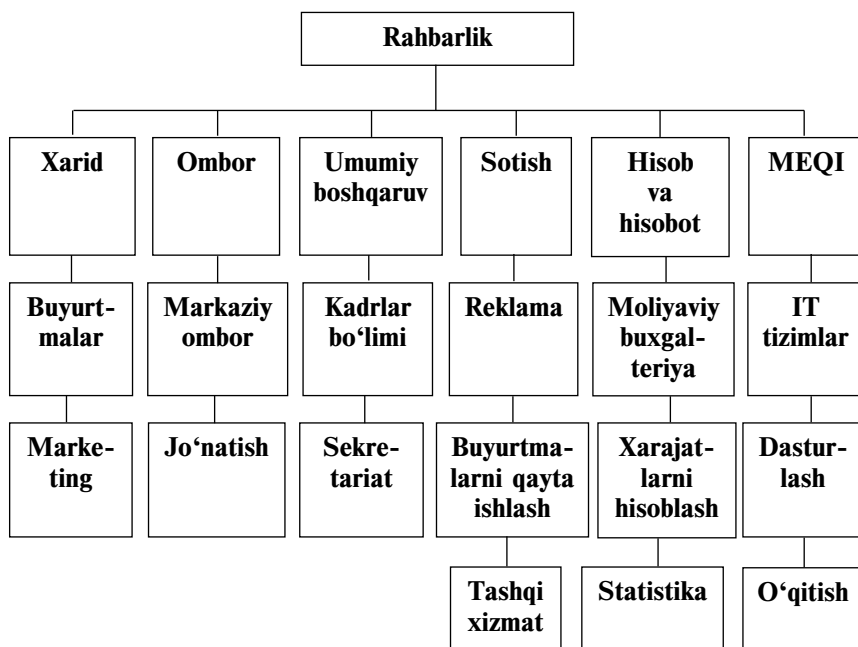 Rahbarlik
Xarid
Ombor
Umumiy
boshqaruv
Sotish
Hisob
va
hisobot
MEQI
Buyurt-
malar
Markaziy
ombor
Kadrlar
bo‘limi
Reklama
Moliyaviy
buxgal-
teriya
IT
tizimlar
Marke-
ting
Jo‘natish
Sekre-
tariat
Buyurtma-
larni qayta
ishlash
Xarajat-
larni
hisoblash
Dastur-
lash
Tashqi
xizmat
Statistika
O‘qitish